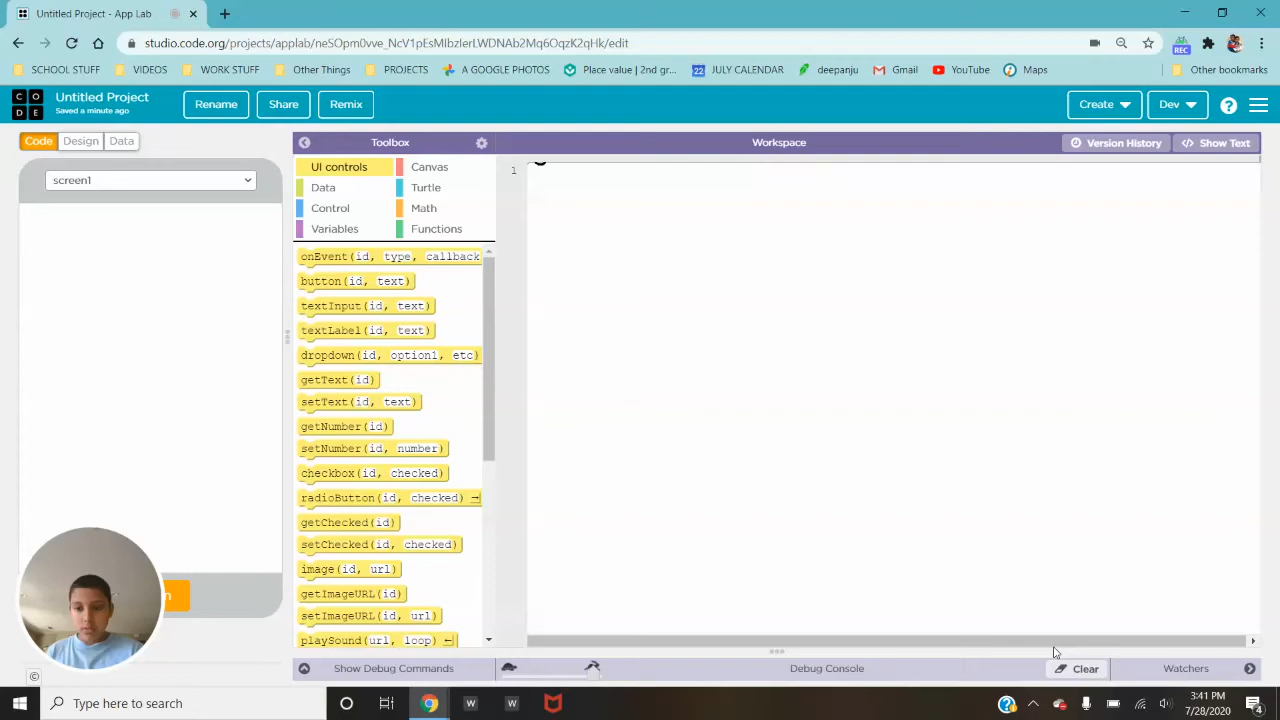 Untitled Project - App Lab
studio.code.org/projects/applab/neSOpm0vve_NcV1pEsMIbzlerLWDNAb2Mq6OqzK2qHk/edit
REC
SCHOOL STUFF
VIDEOS
WORK STUFF
Other Things
PROJECTS
A GOOGLE PHOTOS
Place value | 2nd gr...
22
JULY CALENDAR
deepanju
Gmail
YouTube
Maps
Other bookmarks
C O
D E
Untitled Project
Saved a minute ago
Rename
Share
Remix
Create
Dev
Code
Design
Data
Toolbox
Workspace
Version History
</> Show Text
screen1
UI controls
Canvas
Data
Turtle
Control
Math
Variables
Functions
1
onEvent(id, type, callback
button(id, text)
textInput(id, text)
textLabel(id, text)
dropdown(id, option1, etc)
getText(id)
setText(id, text)
getNumber(id)
setNumber(id, number)
checkbox(id, checked)
radioButton(id, checked)
getChecked(id)
setChecked(id, checked)
image(id, url)
getImageURL(id)
setImageURL(id, url)
playSound(url, loop)
n
©
Show Debug Commands
Debug Console
Clear
Watchers
Type here to search
W
W
3:41 PM
7/28/2020
4